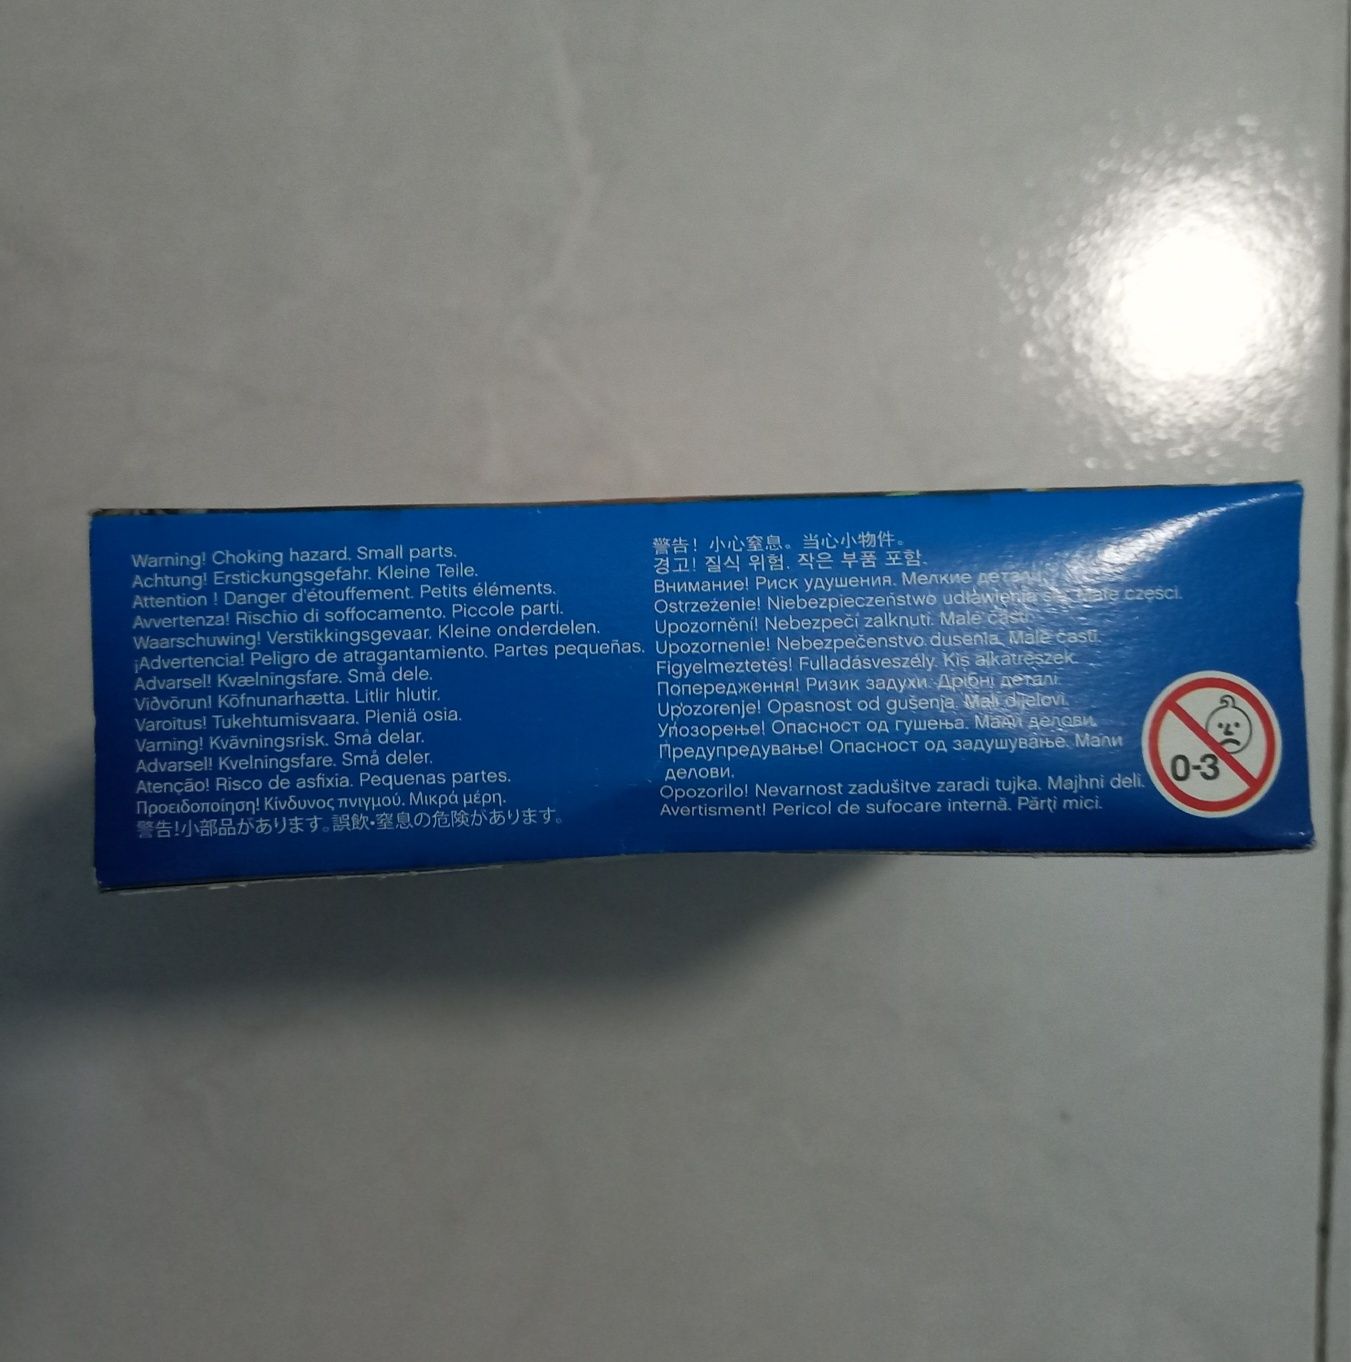 Warning! Choking hazard. Small parts.
Achtung! Erstickungsgefahr. Kleine Teile.
Attention ! Danger d'étouffement. Petits éléments.
Avvertenza! Rischio di soffocamento. Piccole parti.
Waarschuwing! Verstikkingsgevaar. Kleine onderdelen.
¡Advertencia! Peligro de atragantamiento. Partes pequeñas.
Advarsel! Kvælningsfare. Små dele.
Viðvörun! Köfnunarhætta. Litlir hlutir.
Varoitus! Tukehtumisvaara. Pieniä osia.
Varning! Kvävningsrisk. Små delar.
Advarsel! Kvelningsfare. Små deler.
Atenção! Risco de asfixia. Pequenas partes.
Προειδοποίηση! Κίνδυνος πνιγμού. Μικρά μέρη.
警告!小部品があります。誤飲・窒息の危険があります。
警告! 小心窒息。当心小物件。
경고! 질식 위험. 작은 부품 포함.
Внимание! Риск удушения. Мелкие детали.
Ostrzeżenie! Niebezpieczeństwo udławienia się. Małe części.
Upozornění! Nebezpečí zalknutí. Malé části.
Upozornenie! Nebezpečenstvo dusenia. Malé časti.
Figyelmeztetés! Fulladásveszély. Kis alkatrészek.
Попередження! Ризик задухи. Дрібні деталі.
Upozorenje! Opasnost od gušenja. Mali dijelovi.
Упозорење! Опасност од гушења. Мали делови.
Предупредување! Опасност од задушување. Мали
делови.
Opozorilo! Nevarnost zadušitve zaradi tujka. Majhni deli.
Avertisment! Pericol de sufocare internă. Părți mici.
0-3